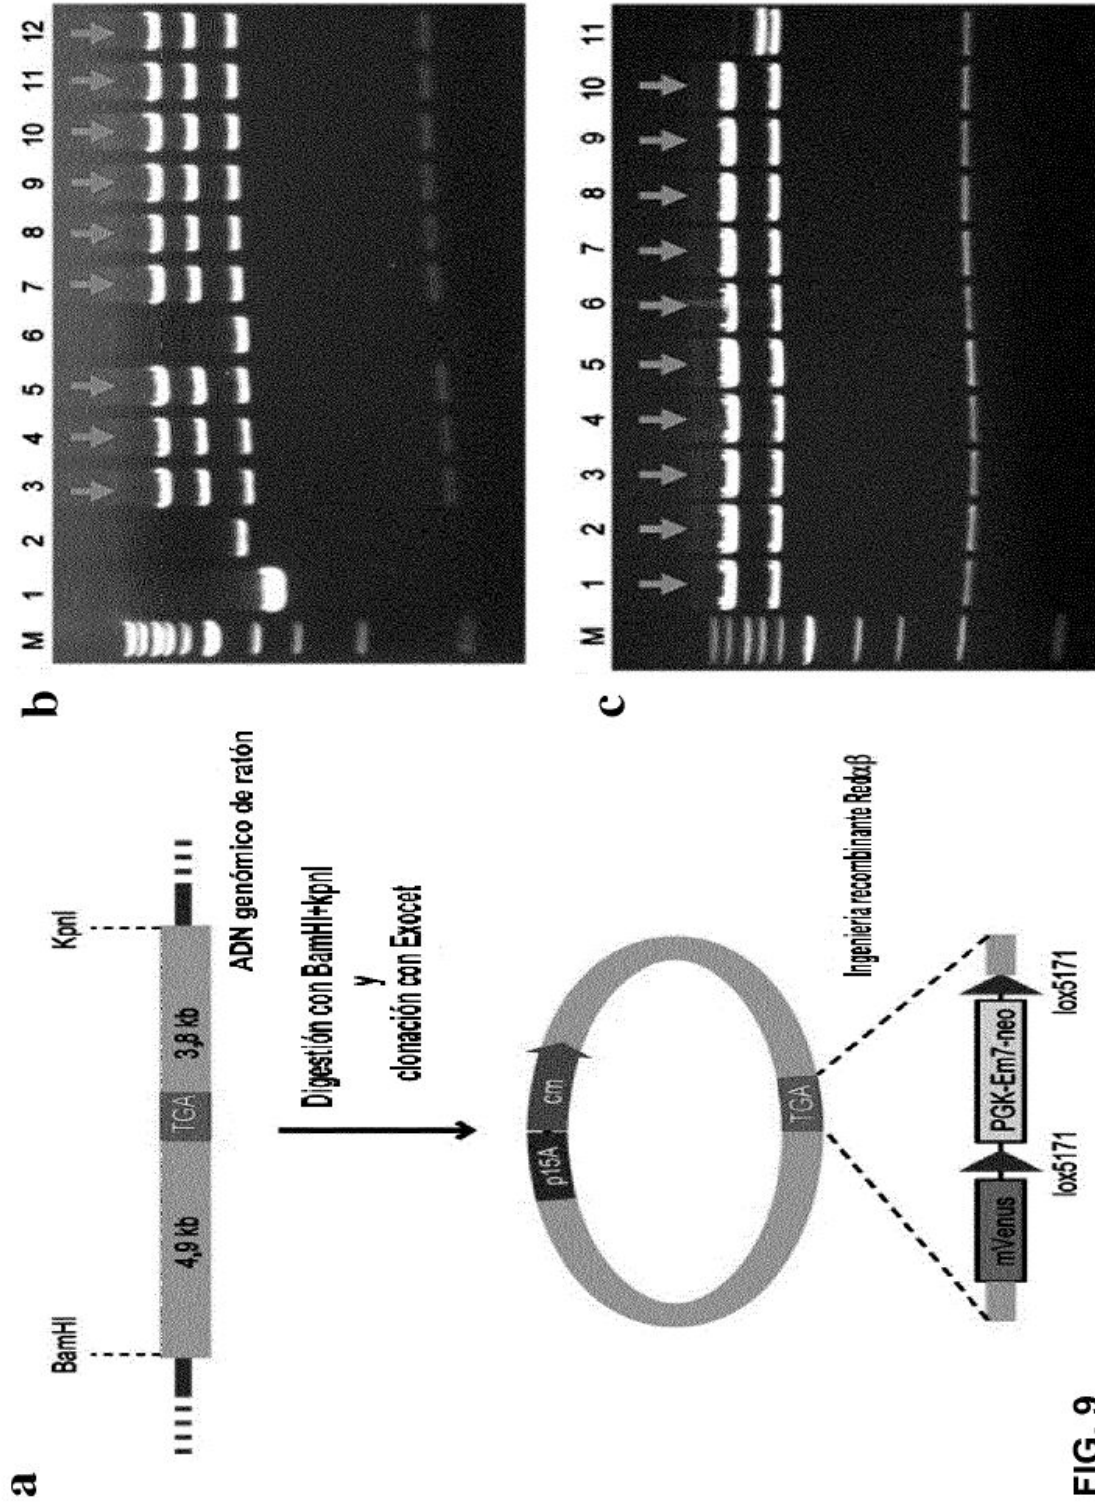 a
BamHI
KpnI
4,9 kb
TGA
3,8 kb
ADN genómico de ratón
Digestión con BamHI+kpnI
y
clonación con Exocet
p15A
cm
TGA
Ingeniería recombinante Redαβ
mVenus
PGK-Em7-neo
lox5171
lox5171
b
M 1 2 3 4 5 6 7 8 9 10 11 12
c
M 1 2 3 4 5 6 7 8 9 10 11
FIG. 9